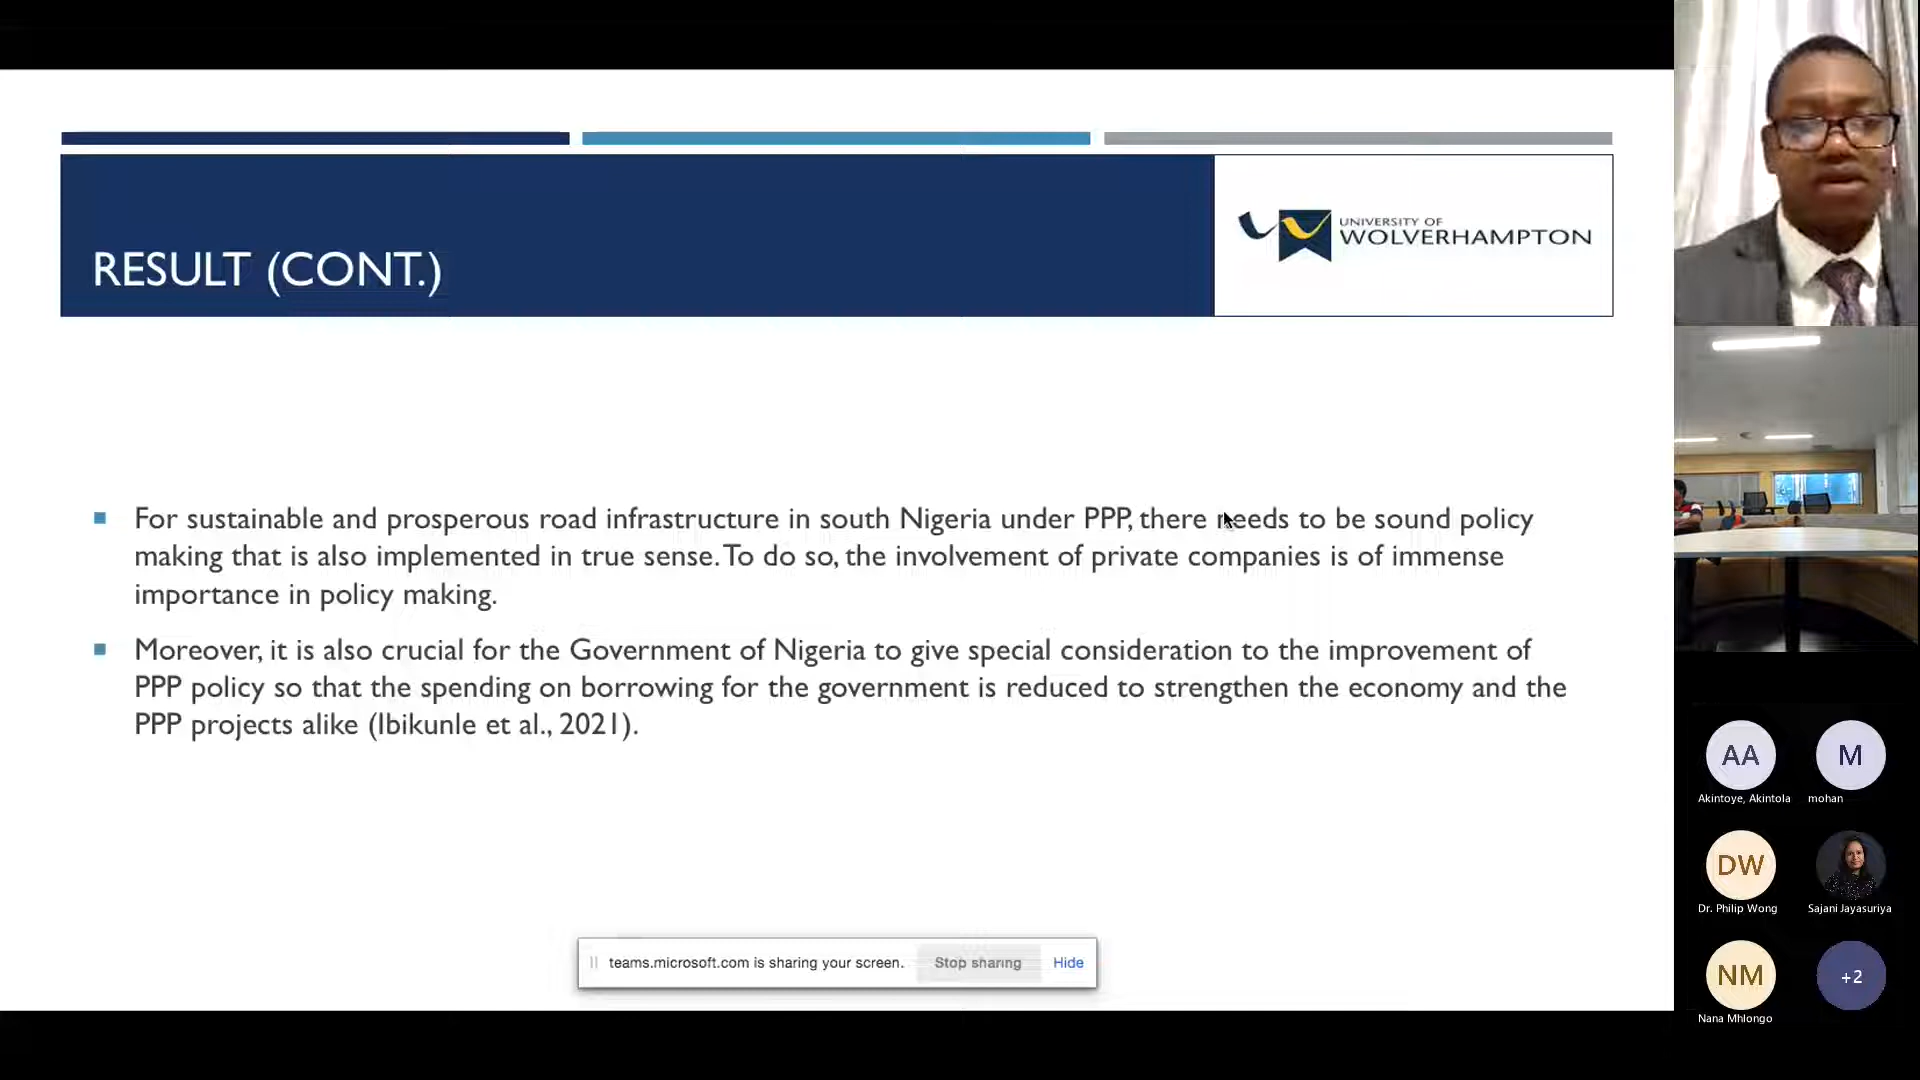 UNIVERSITY OF
WOLVERHAMPTON
RESULT (CONT.)
For sustainable and prosperous road infrastructure in south Nigeria under PPP, there needs to be sound policy
making that is also implemented in true sense. To do so, the involvement of private companies is of immense
importance in policy making.
Moreover, it is also crucial for the Government of Nigeria to give special consideration to the improvement of
PPP policy so that the spending on borrowing for the government is reduced to strengthen the economy and the
PPP projects alike (Ibikunle et al., 2021).
teams.microsoft.com is sharing your screen. Stop sharing Hide
AA M
Akintoye, Akintola mohan
DW
Dr. Philip Wong Sajani Jayasuriya
NM +2
Nana Mhlongo